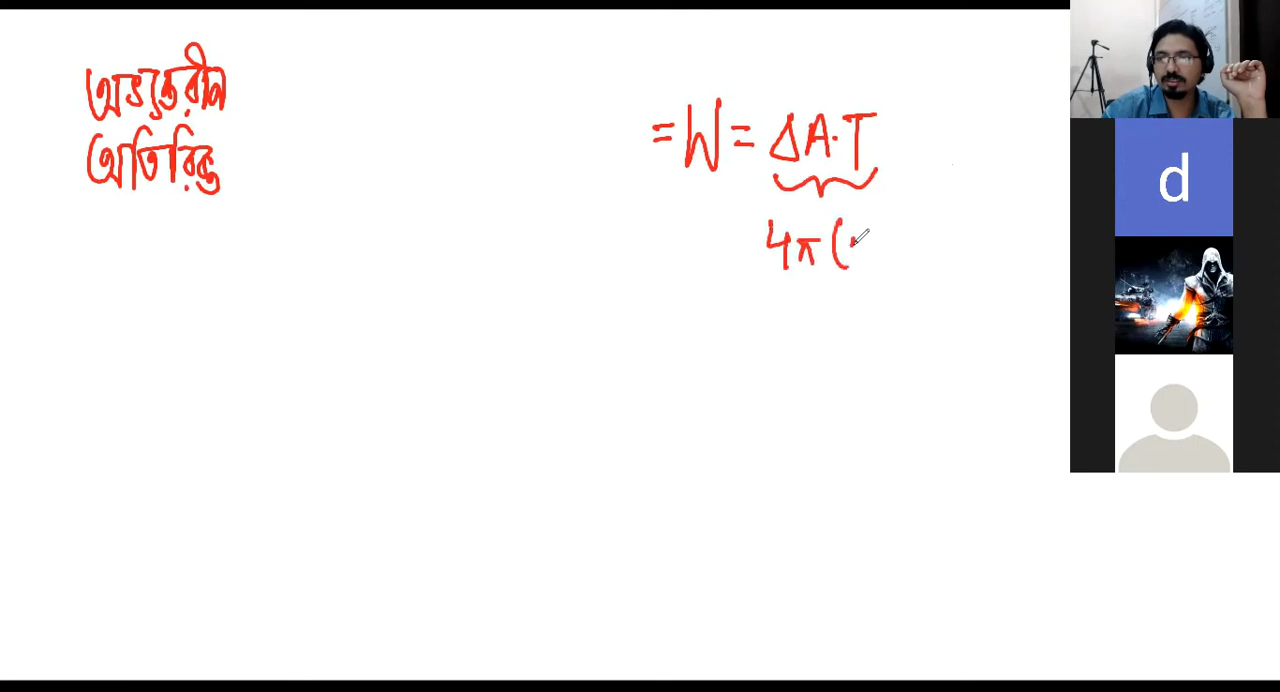 অভ্যন্তরীন
অতিরিক্ত
= W = ΔA·T
4π (
d